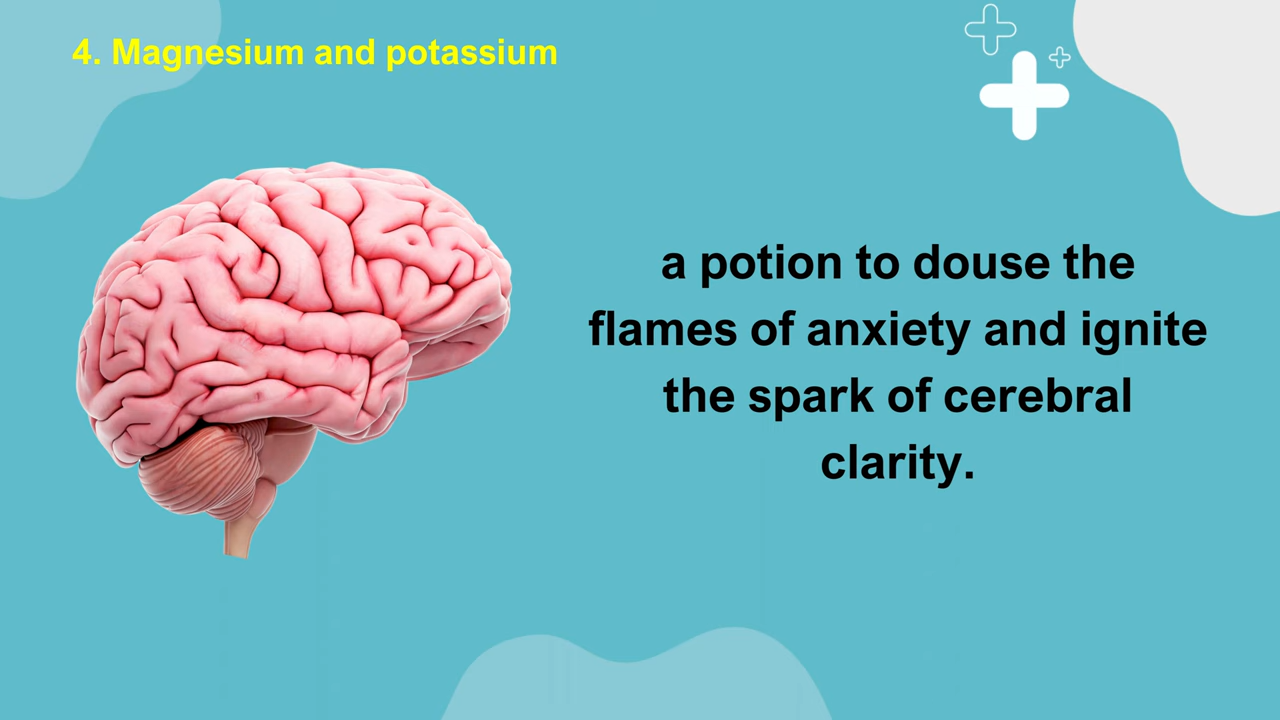 4. Magnesium and potassium
a potion to douse the
flames of anxiety and ignite
the spark of cerebral
clarity.